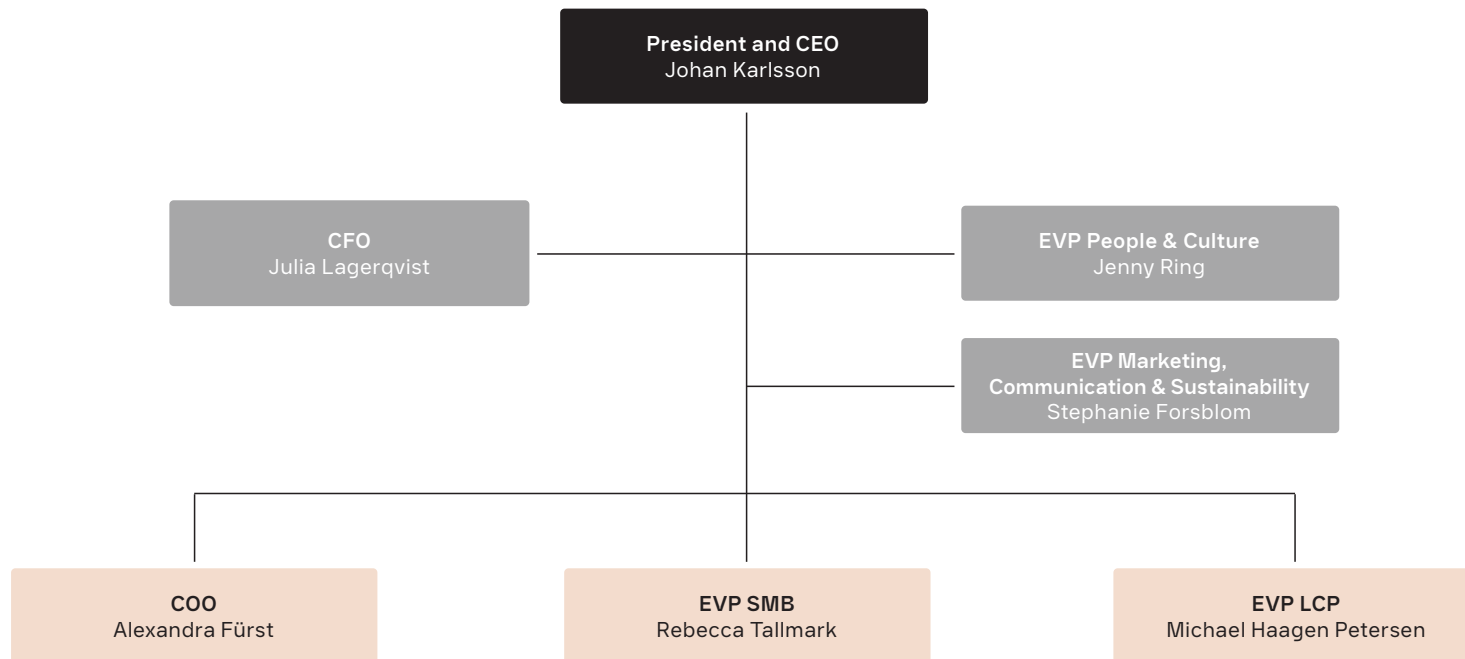 President and CEO
Johan Karlsson
CFO
Julia Lagerqvist
EVP People & Culture
Jenny Ring
EVP Marketing,
Communication & Sustainability
Stephanie Forsblom
COO
Alexandra Fürst
EVP SMB
Rebecca Tallmark
EVP LCP
Michael Haagen Petersen